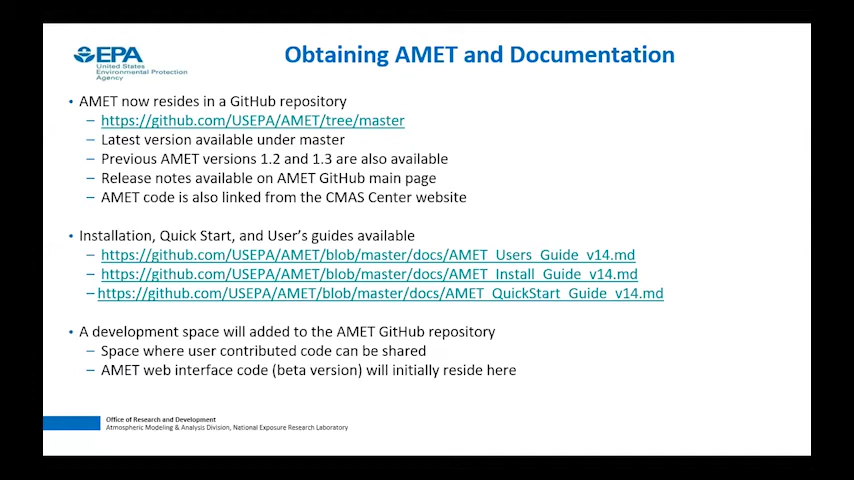 EPA
United States
Environmental Protection
Agency
Obtaining AMET and Documentation
• AMET now resides in a GitHub repository
– https://github.com/USEPA/AMET/tree/master
– Latest version available under master
– Previous AMET versions 1.2 and 1.3 are also available
– Release notes available on AMET GitHub main page
– AMET code is also linked from the CMAS Center website
• Installation, Quick Start, and User's guides available
– https://github.com/USEPA/AMET/blob/master/docs/AMET_Users_Guide_v14.md
– https://github.com/USEPA/AMET/blob/master/docs/AMET_Install_Guide_v14.md
– https://github.com/USEPA/AMET/blob/master/docs/AMET_QuickStart_Guide_v14.md
• A development space will added to the AMET GitHub repository
– Space where user contributed code can be shared
– AMET web interface code (beta version) will initially reside here
Office of Research and Development
Atmospheric Modeling & Analysis Division, National Exposure Research Laboratory